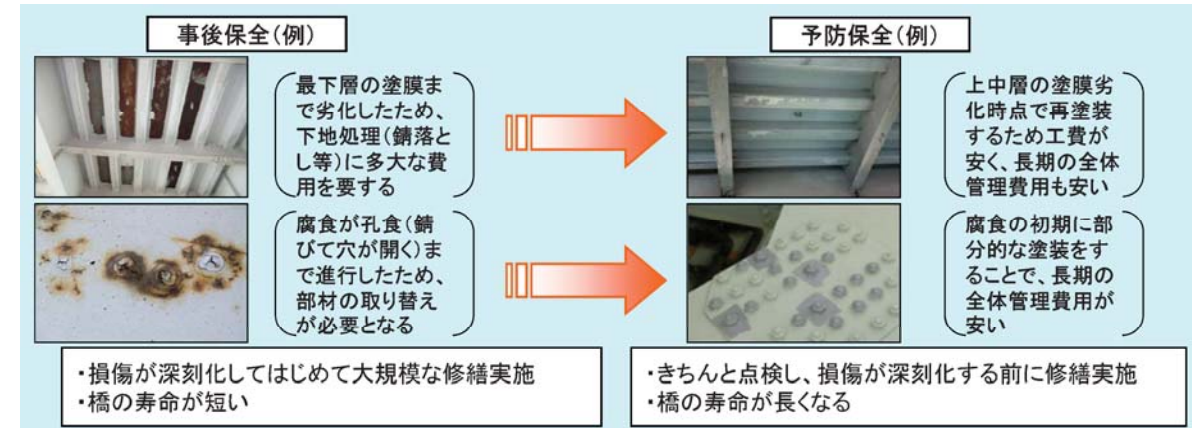 事後保全(例)
最下層の塗膜ま
で劣化したため、
下地処理(錆落と
し等)に多大な費
用を要する
腐食が孔食(錆
びて穴が開く)ま
で進行したため、
部材の取り替え
が必要となる
・損傷が深刻化してはじめて大規模な修繕実施
・橋の寿命が短い
予防保全(例)
上中層の塗膜劣
化時点で再塗装
するため工費が
安く、長期の全体
管理費用も安い
腐食の初期に部
分的な塗装をす
ることで、長期の
全体管理費用が
安い
・きちんと点検し、損傷が深刻化する前に修繕実施
・橋の寿命が長くなる